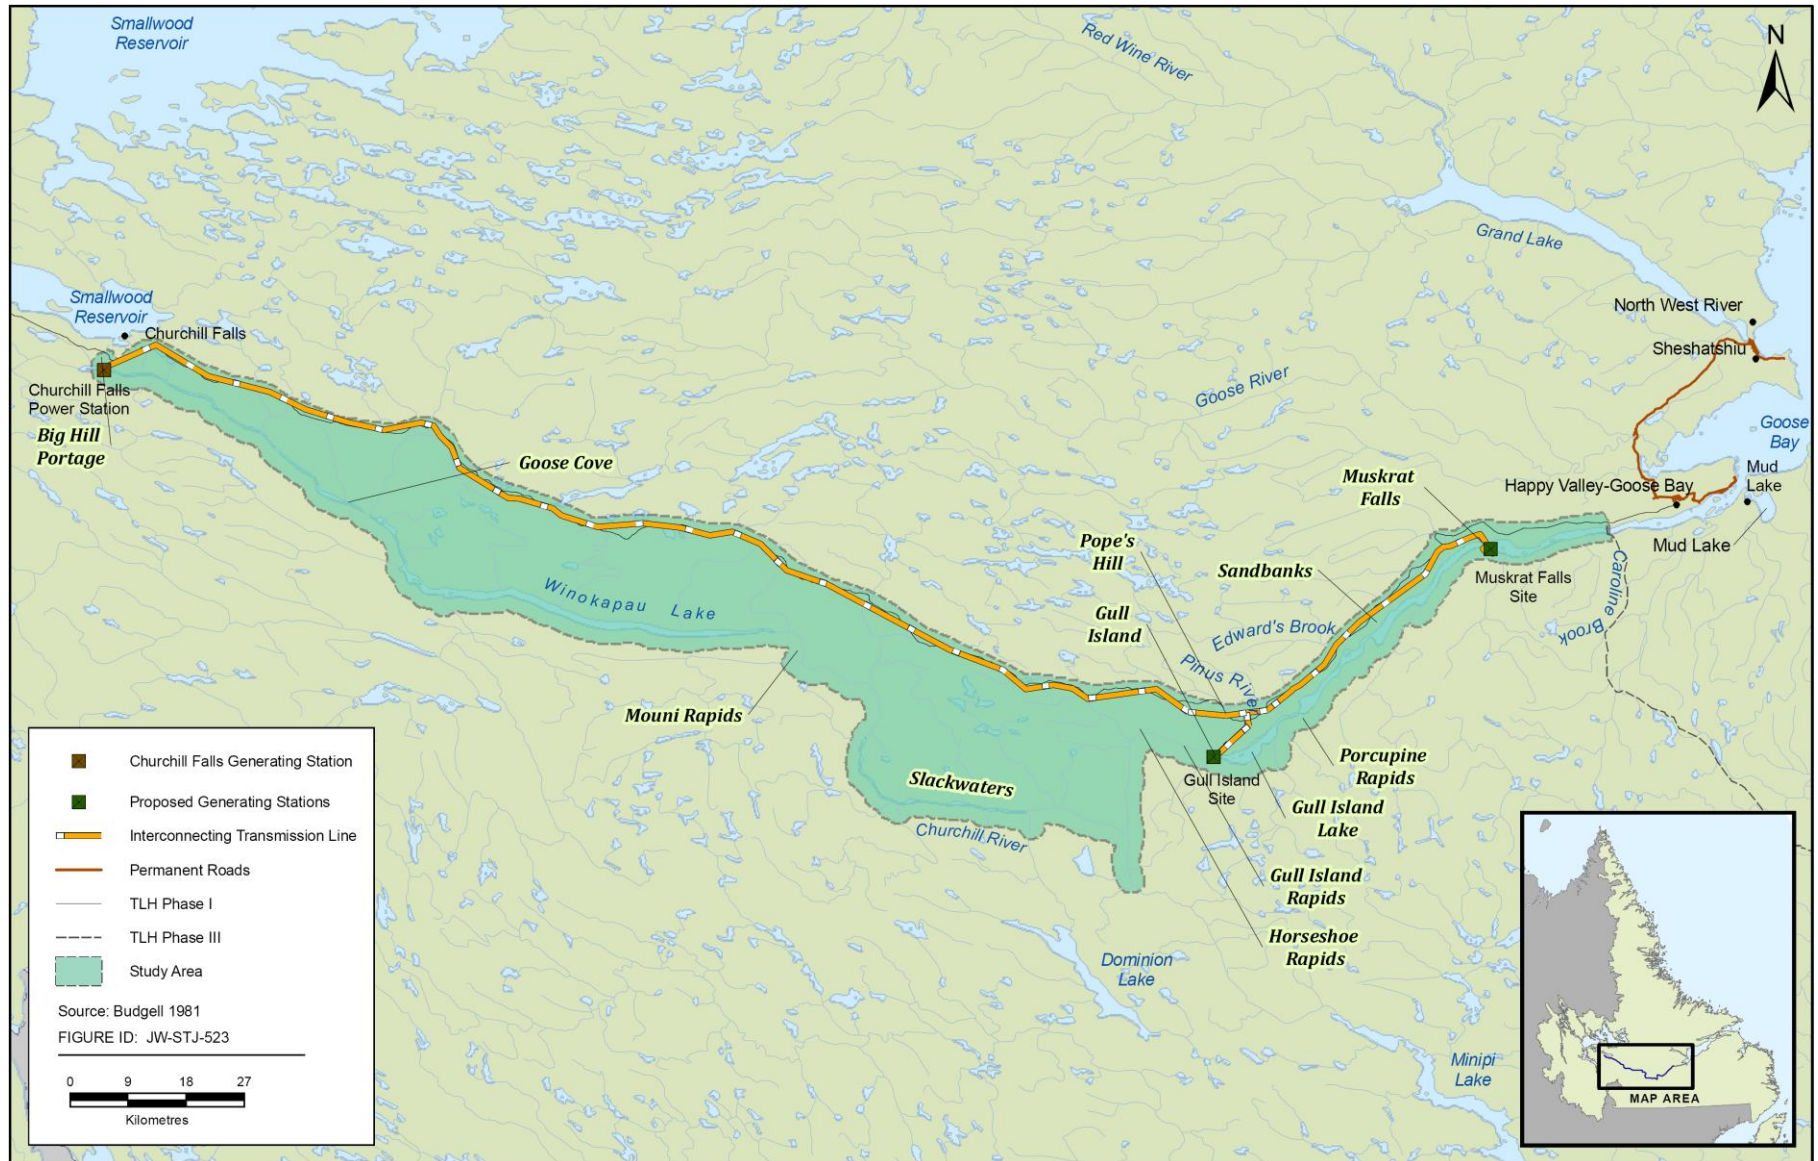 Smallwood
Reservoir
Red Wine River
N
Grand Lake
Smallwood
Reservoir
Churchill Falls
North West River
Sheshatshiu
Churchill Falls
Power Station
Big Hill
Portage
Goose River
Goose
Bay
Goose Cove
Muskrat
Falls
Happy Valley-Goose Bay
Mud
Lake
Mud Lake
Pope's
Hill
Sandbanks
Muskrat Falls
Site
Caroline Brook
Winokapau Lake
Gull
Island
Edward's Brook
Pinus River
Mouni Rapids
Slackwaters
Churchill River
Gull Island
Site
Porcupine
Rapids
Gull Island
Lake
Gull Island
Rapids
Horseshoe
Rapids
Dominion
Lake
Minipi
Lake
Churchill Falls Generating Station
Proposed Generating Stations
Interconnecting Transmission Line
Permanent Roads
TLH Phase I
TLH Phase III
Study Area
Source: Budgell 1981
FIGURE ID: JW-STJ-523
0 9 18 27
Kilometres
MAP AREA